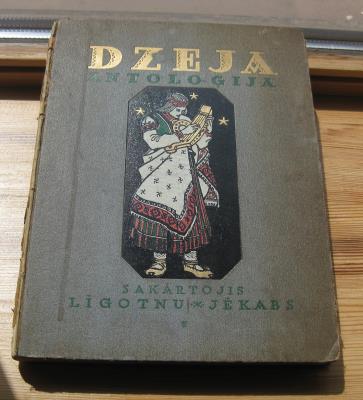 DZEJA
ANTOLOGIJA
SAKĀRTOJIS
LĪGOTŅU JĒKABS